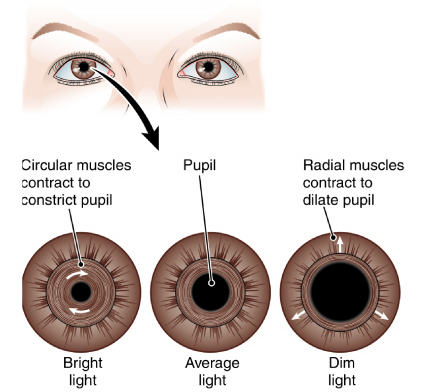 Circular muscles
contract to
constrict pupil
Pupil
Radial muscles
contract to
dilate pupil
Bright
light
Average
light
Dim
light